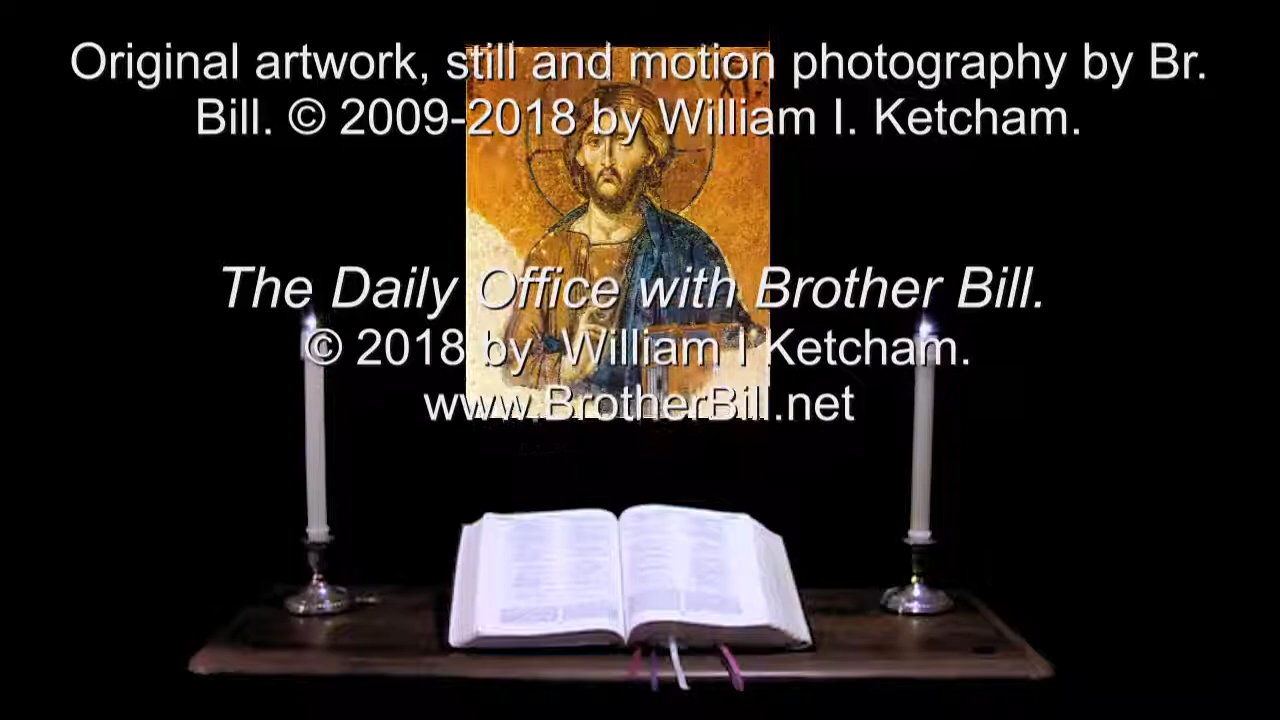 Original artwork, still and motion photography by Br.
Bill. © 2009-2018 by William I. Ketcham.
The Daily Office with Brother Bill.
© 2018 by William I Ketcham.
www.BrotherBill.net